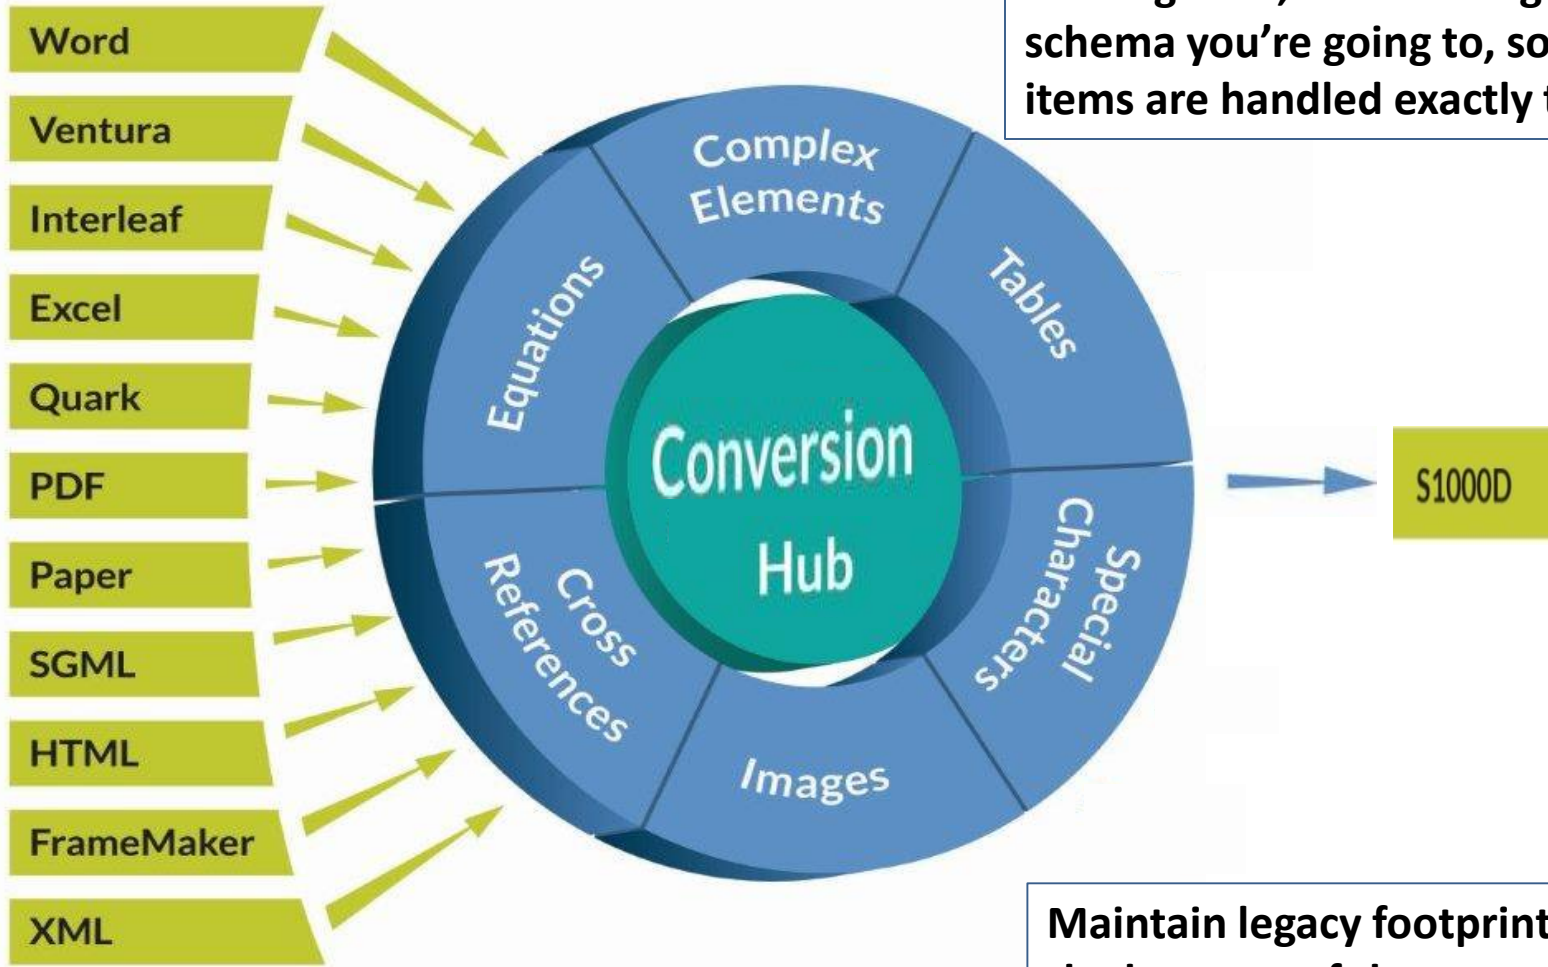 Word
Ventura
Interleaf
Excel
Quark
PDF
Paper
SGML
HTML
FrameMaker
XML
Complex
Elements
Tables
Special
Characters
Images
Cross
References
Equations
Conversion
Hub
S1000D
schema you're going to, so
items are handled exactly
Maintain legacy footprint